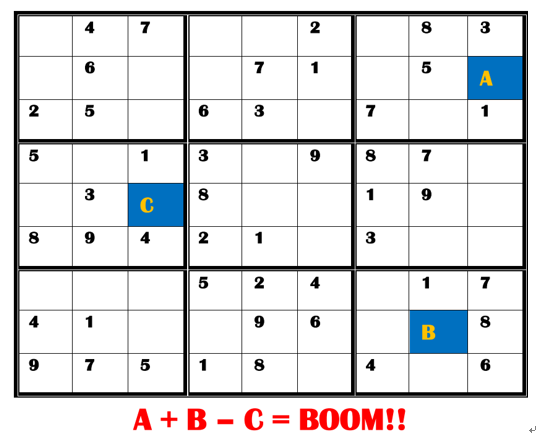 4 7 2 8 3
6 7 1 5 A
2 5 6 3 7 1
5 1 3 9 8 7
3 C 8 1 9
8 9 4 2 1 3
5 2 4 1 7
4 1 9 6 B 8
9 7 5 1 8 4 6
A + B – C = BOOM!!